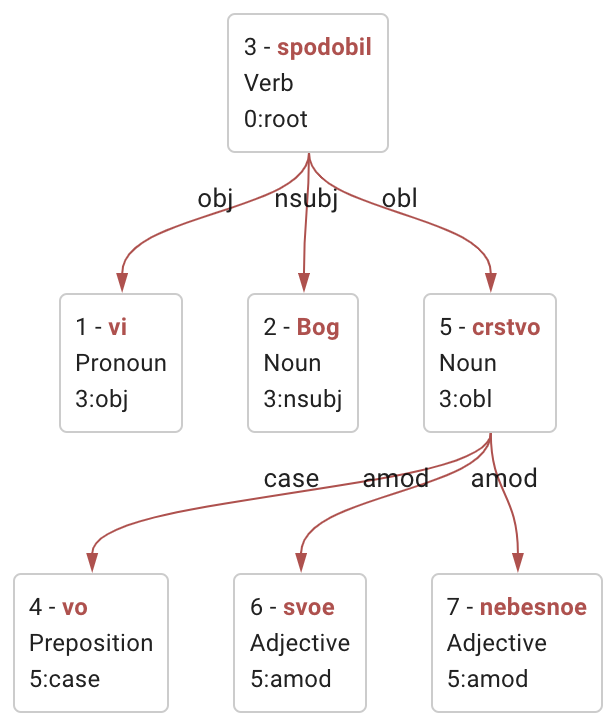 3 - spodobil
Verb
0:root
obj nsubj obl
1 - vi
Pronoun
3:obj
2 - Bog
Noun
3:nsubj
5 - crstvo
Noun
3:obl
case amod amod
4 - vo
Preposition
5:case
6 - svoe
Adjective
5:amod
7 - nebesnoe
Adjective
5:amod